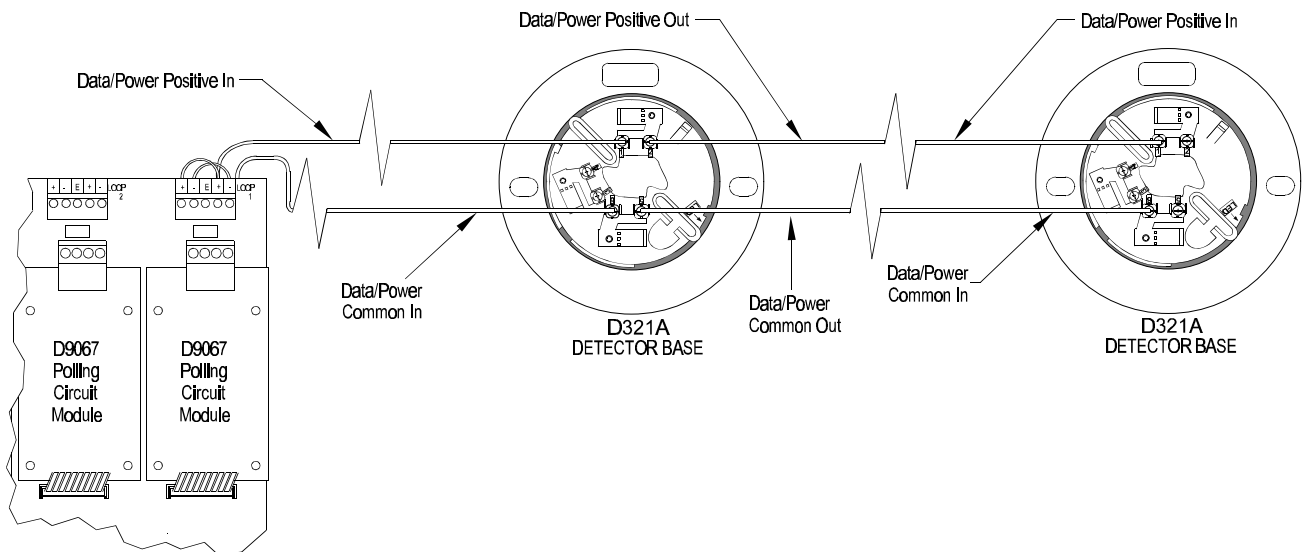 Data/Power Positive Out
Data/Power Positive In
Data/Power Positive In
+ - E + - LOOP 2
+ - E + - LOOP 1
Data/Power
Common In
Data/Power
Common Out
Data/Power
Common In
D321A
DETECTOR BASE
D321A
DETECTOR BASE
D9067
Polling
Circuit
Module
D9067
Polling
Circuit
Module